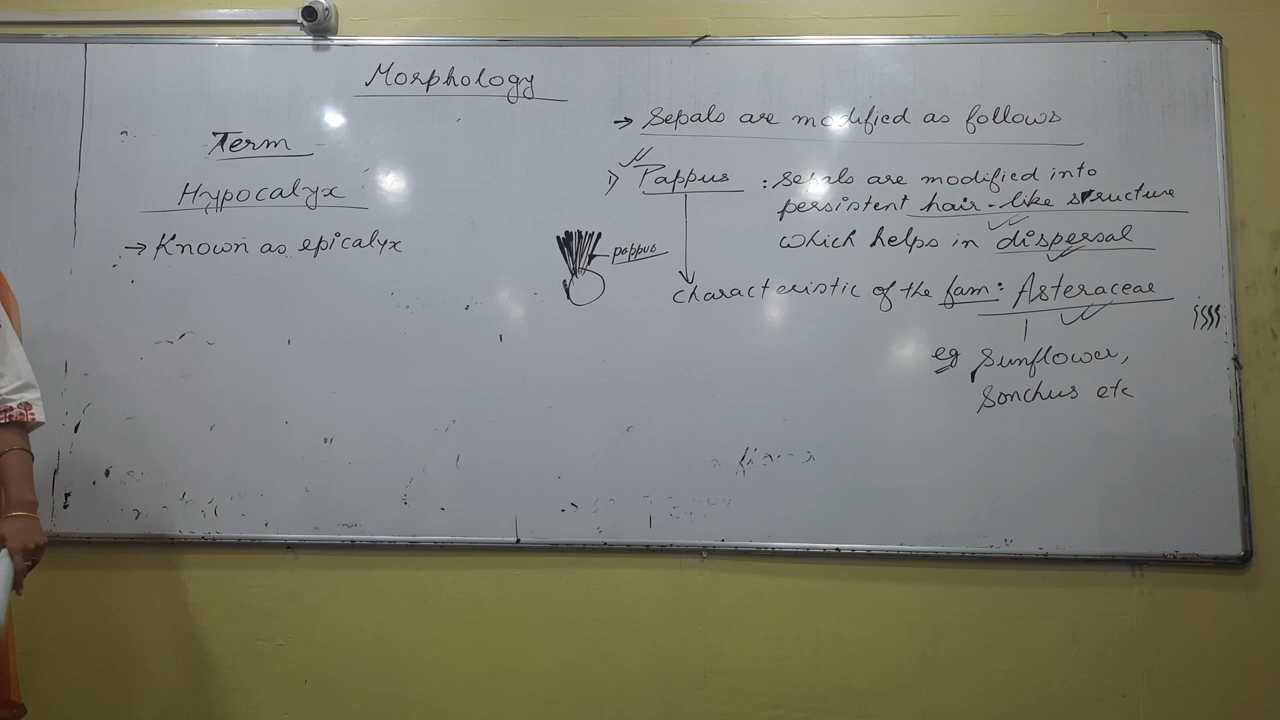 Morphology
Term
Hypocalyx
→ Known as epicalyx
→ Sepals are modified as follows
1) Pappus : Sepals are modified into
persistent hair-like structure
which helps in dispersal
pappus
characteristic of the fam: Asteraceae
eg Sunflower,
Sonchus etc